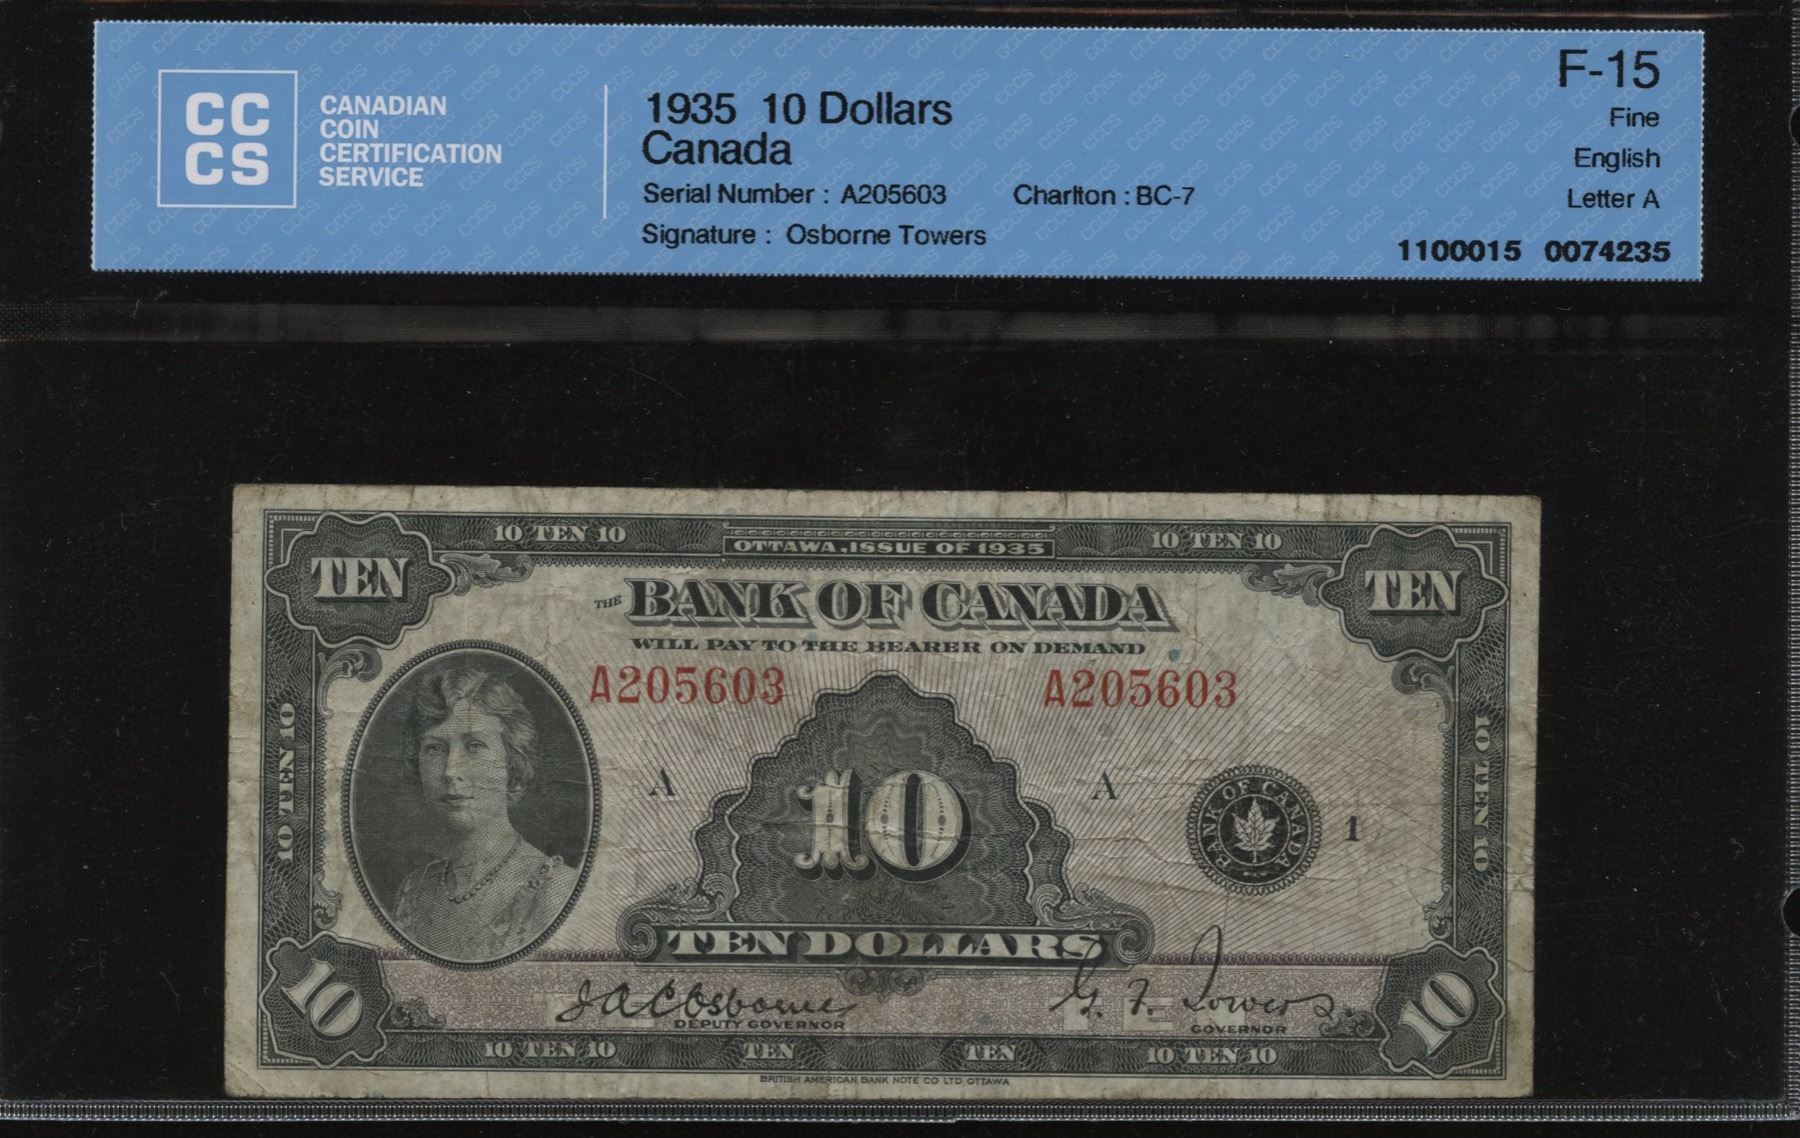 CC
CS
CANADIAN
COIN
CERTIFICATION
SERVICE
1935 10 Dollars
Canada
Serial Number : A205603 Charlton : BC-7
Signature : Osborne Towers
F-15
Fine
English
Letter A
1100015 0074235
10 TEN 10
OTTAWA, ISSUE OF 1935
10 TEN 10
TEN
TEN
THE BANK OF CANADA
WILL PAY TO THE BEARER ON DEMAND
A205603 A205603
10 TEN 10
A
A
10
BANK OF CANADA
1
10 TEN 10
TEN DOLLARS
10
J A C Osborne
DEPUTY GOVERNOR
G. F. Towers
GOVERNOR
10
10 TEN 10 TEN TEN 10 TEN 10
BRITISH AMERICAN BANK NOTE CO LTD OTTAWA